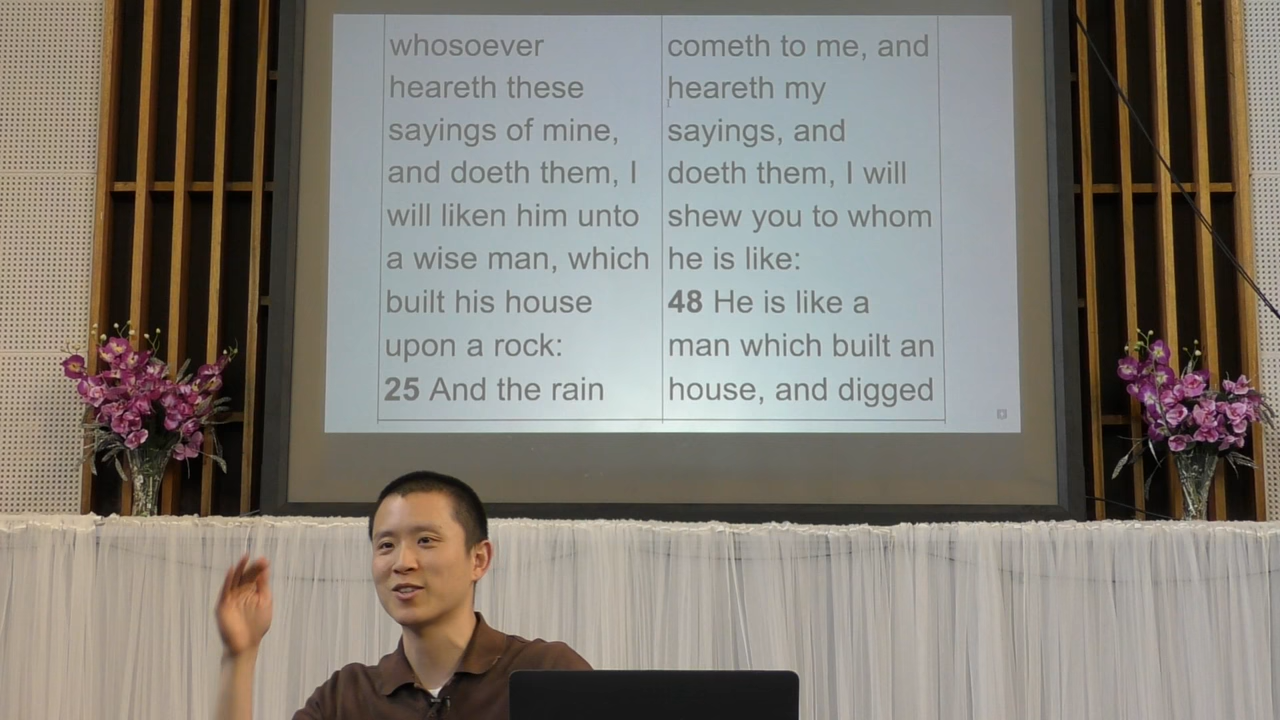 whosoever
heareth these
sayings of mine,
and doeth them, I
will liken him unto
a wise man, which
built his house
upon a rock:
25 And the rain
cometh to me, and
heareth my
sayings, and
doeth them, I will
shew you to whom
he is like:
48 He is like a
man which built an
house, and digged